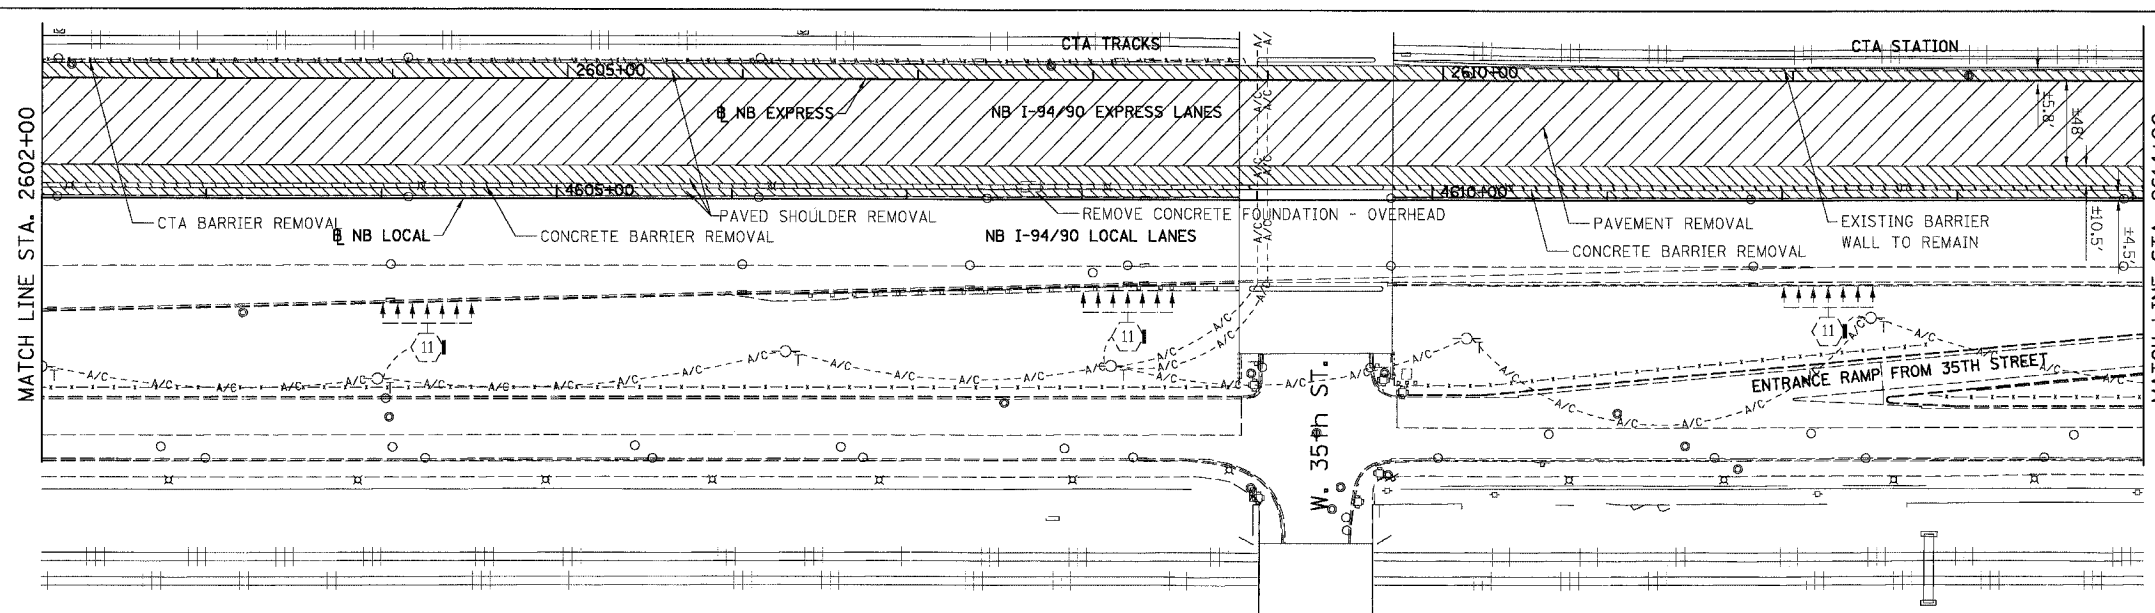 CTA TRACKS
CTA STATION
2605+00
2610+00
℄ NB EXPRESS
NB I-94/90 EXPRESS LANES
±5.8'
±48'
4605+00
4610+00
CTA BARRIER REMOVAL
℄ NB LOCAL
CONCRETE BARRIER REMOVAL
PAVED SHOULDER REMOVAL
REMOVE CONCRETE FOUNDATION - OVERHEAD
NB I-94/90 LOCAL LANES
PAVEMENT REMOVAL
CONCRETE BARRIER REMOVAL
EXISTING BARRIER
WALL TO REMAIN
±10.5'
±4.5'
MATCH LINE STA. 2602+00
11
11
11
A/C
A/C
A/C
A/C
A/C
A/C
A/C
A/C
A/C
A/C
A/C
A/C
A/C
ENTRANCE RAMP FROM 35TH STREET
W. 35th ST.